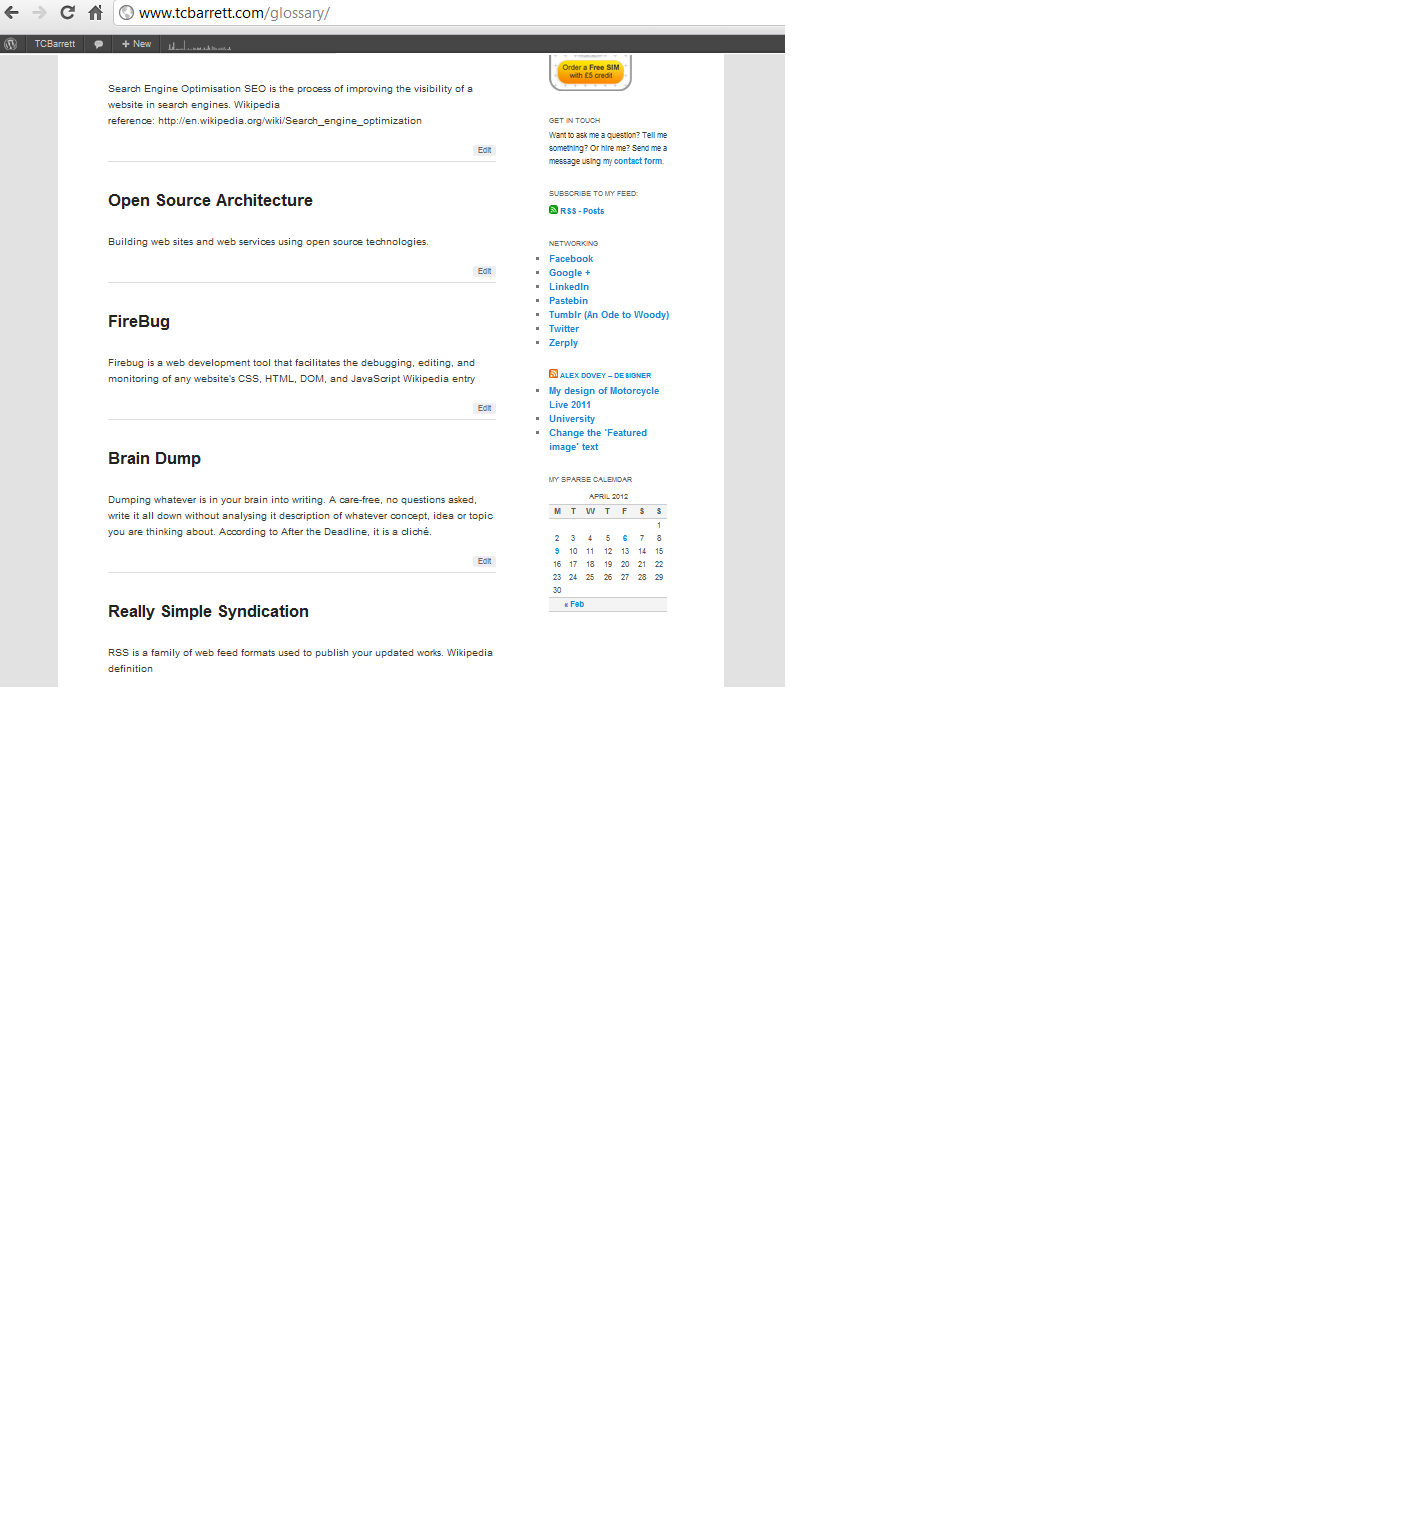 www.tcbarrett.com/glossary/
TCBarrett
+ New
Search Engine Optimisation SEO is the process of improving the visibility of a
website in search engines. Wikipedia
reference: http://en.wikipedia.org/wiki/Search_engine_optimization
Edit
Open Source Architecture
Building web sites and web services using open source technologies.
Edit
FireBug
Firebug is a web development tool that facilitates the debugging, editing, and
monitoring of any website's CSS, HTML, DOM, and JavaScript Wikipedia entry
Edit
Brain Dump
Dumping whatever is in your brain into writing. A care-free, no questions asked,
write it all down without analysing it description of whatever concept, idea or topic
you are thinking about. According to After the Deadline, it is a cliché.
Edit
Really Simple Syndication
RSS is a family of web feed formats used to publish your updated works. Wikipedia
definition
Order a Free SIM
with £5 credit
GET IN TOUCH
Want to ask me a question? Tell me
something? Or hire me? Send me a
message using my contact form.
SUBSCRIBE TO MY FEED:
RSS - Posts
NETWORKING
Facebook
Google +
LinkedIn
Pastebin
Tumblr (An Ode to Woody)
Twitter
Zerply
ALEX DOVEY – DESIGNER
My design of Motorcycle
Live 2011
University
Change the 'Featured
image' text
MY SPARSE CALENDAR
APRIL 2012
M T W T F S S
1
2 3 4 5 6 7 8
9 10 11 12 13 14 15
16 17 18 19 20 21 22
23 24 25 26 27 28 29
30
« Feb